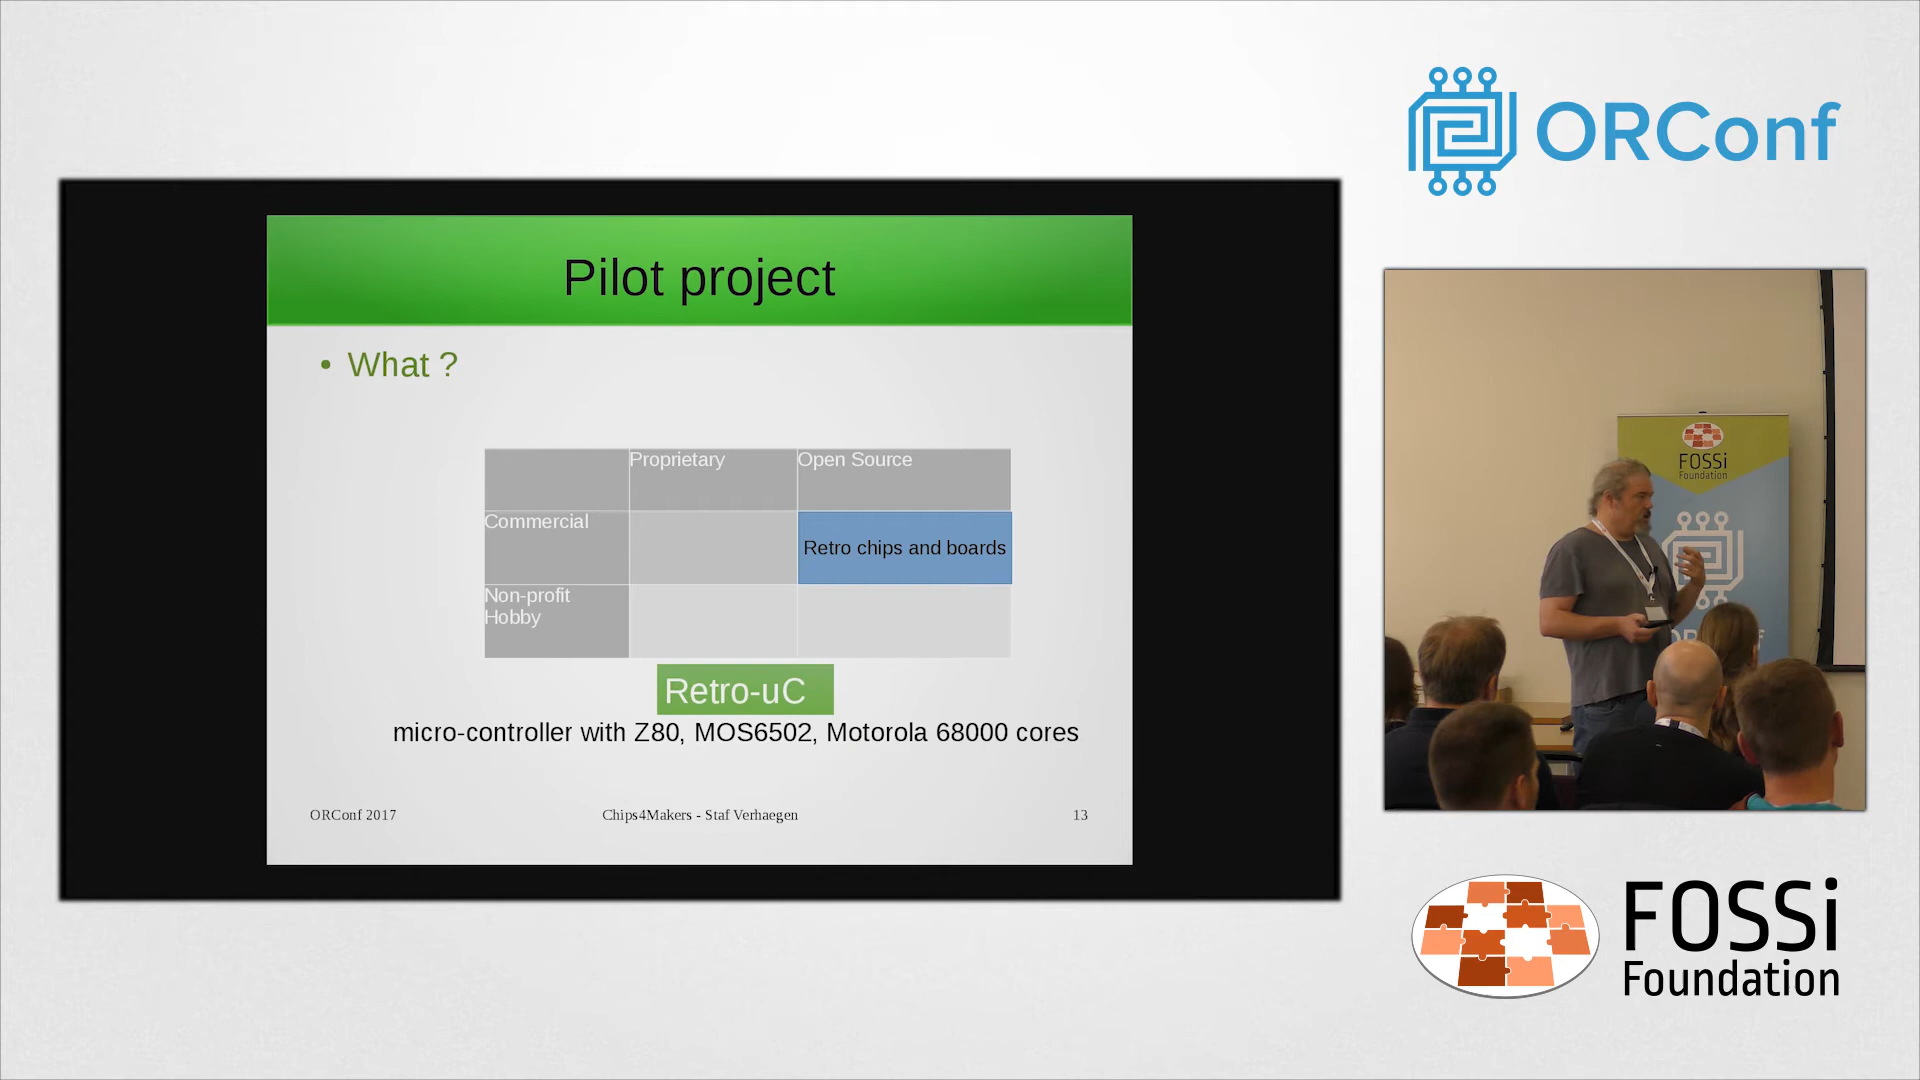 ORConf
Pilot project
• What ?
Proprietary
Open Source
Commercial
Retro chips and boards
Non-profit
Hobby
Retro-uC
micro-controller with Z80, MOS6502, Motorola 68000 cores
ORConf 2017
Chips4Makers - Staf Verhaegen
13
FOSSi
Foundation
FOSSi
Foundation